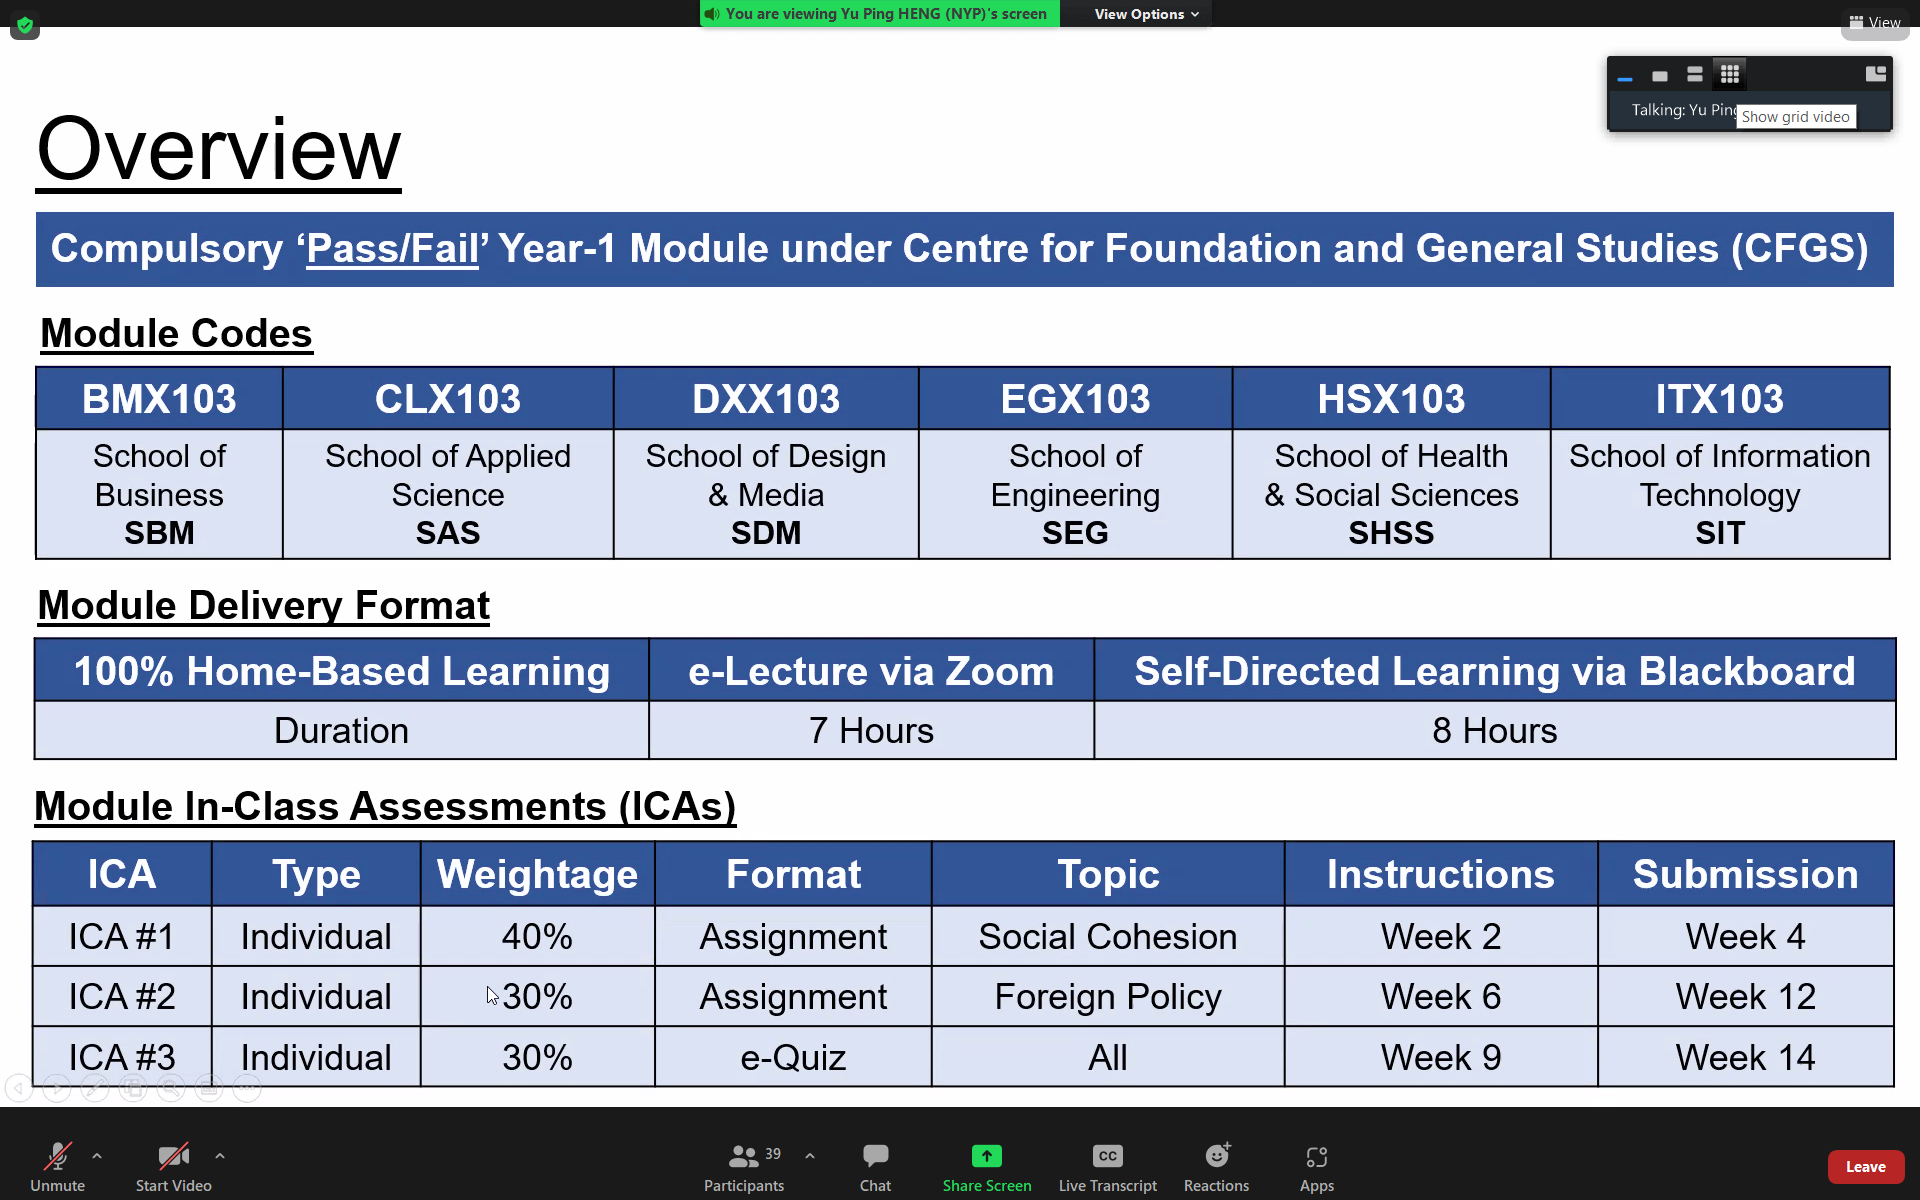 You are viewing Yu Ping HENG (NYP)'s screen
View Options
View
Talking: Yu Ping
Show grid video
Overview
Compulsory ‘Pass/Fail’ Year-1 Module under Centre for Foundation and General Studies (CFGS)
Module Codes
BMX103 CLX103 DXX103 EGX103 HSX103 ITX103
School of School of Applied School of Design School of School of Health School of Information
Business Science & Media Engineering & Social Sciences Technology
SBM SAS SDM SEG SHSS SIT
Module Delivery Format
100% Home-Based Learning e-Lecture via Zoom Self-Directed Learning via Blackboard
Duration 7 Hours 8 Hours
Module In-Class Assessments (ICAs)
ICA Type Weightage Format Topic Instructions Submission
ICA #1 Individual 40% Assignment Social Cohesion Week 2 Week 4
ICA #2 Individual 30% Assignment Foreign Policy Week 6 Week 12
ICA #3 Individual 30% e-Quiz All Week 9 Week 14
39
CC
Unmute Start Video Participants Chat Share Screen Live Transcript Reactions Apps Leave